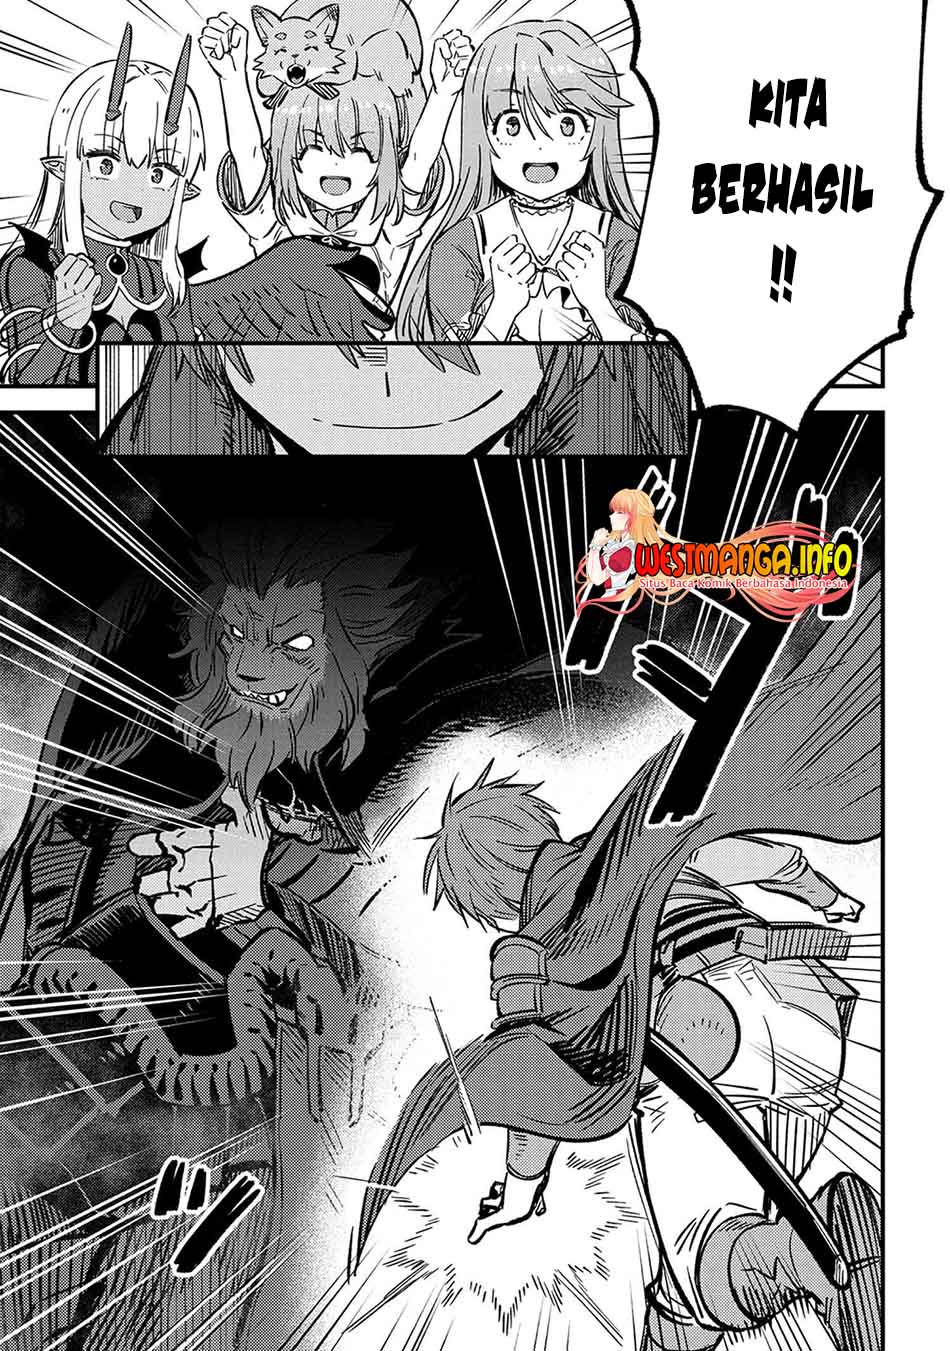 KITA
BERHASIL
!!
WESTMANGA.INFO
Situs Baca Komik Berbahasa Indonesia